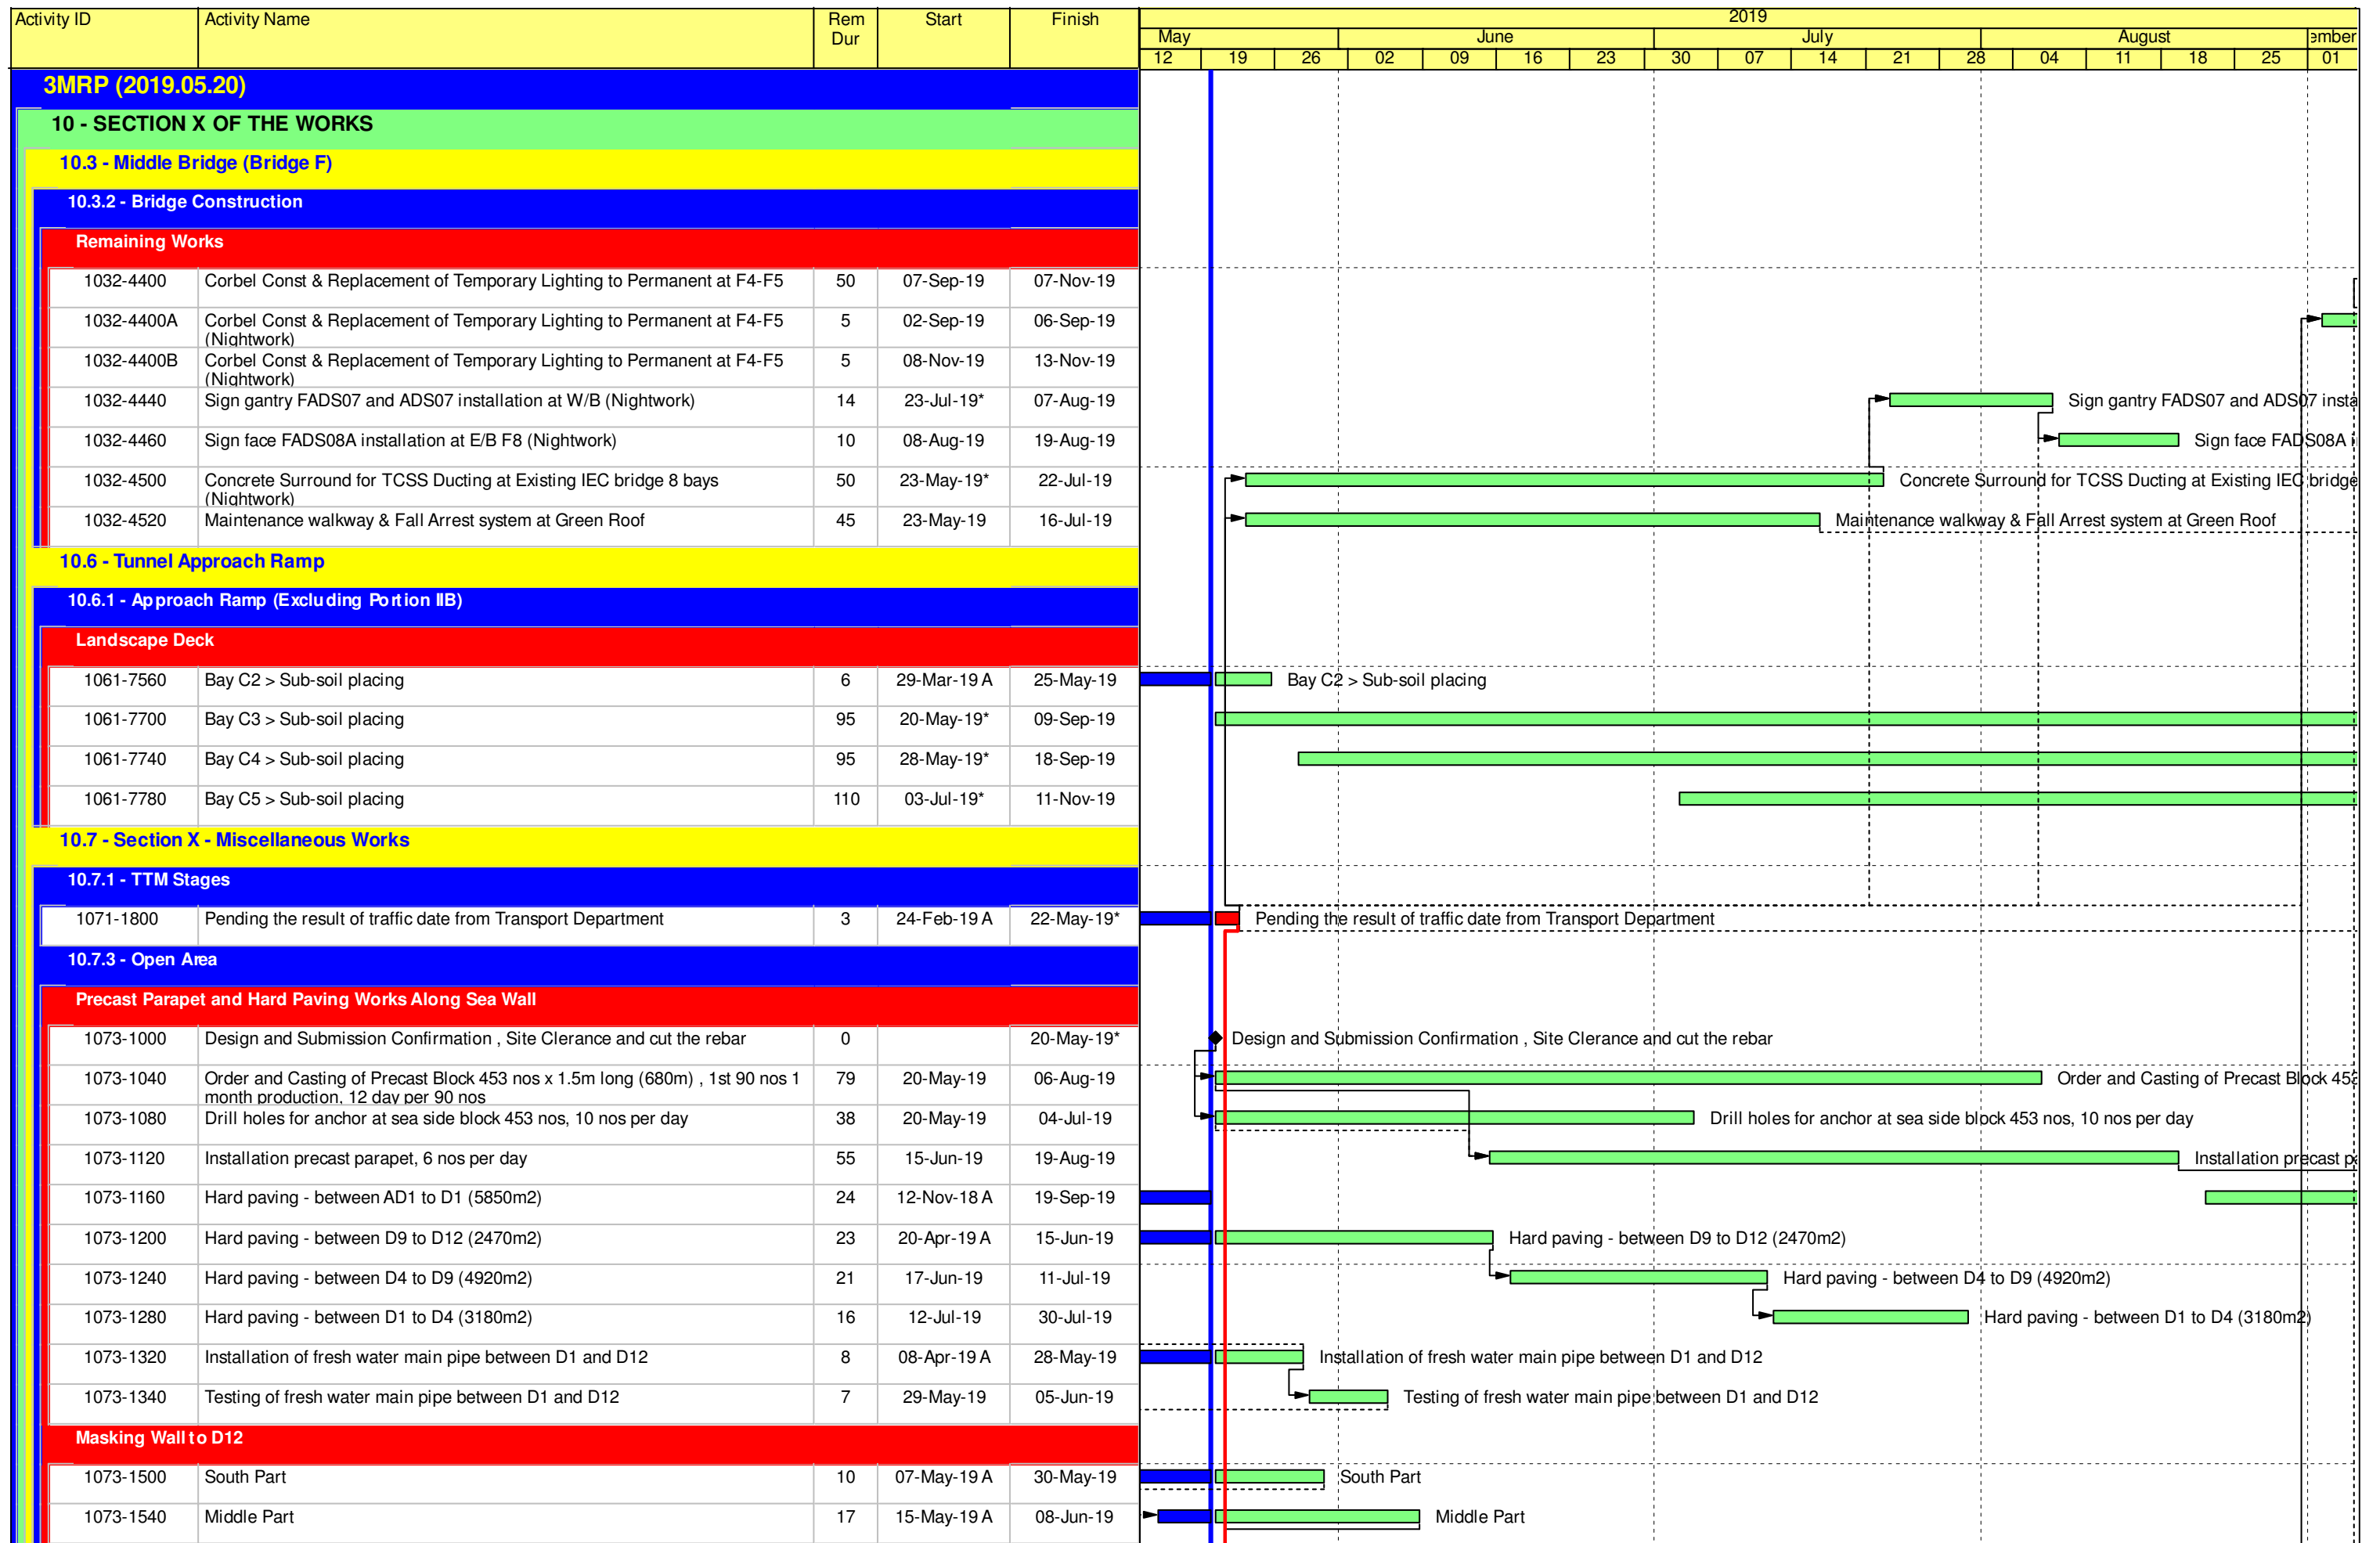 Activity ID Activity Name Rem Dur Start Finish 2019
May June July August ember
12 19 26 02 09 16 23 30 07 14 21 28 04 11 18 25 01
3MRP (2019.05.20)
10 - SECTION X OF THE WORKS
10.3 - Middle Bridge (Bridge F)
10.3.2 - Bridge Construction
Remaining Works
1032-4400 Corbel Const & Replacement of Temporary Lighting to Permanent at F4-F5 50 07-Sep-19 07-Nov-19
1032-4400A Corbel Const & Replacement of Temporary Lighting to Permanent at F4-F5 5 02-Sep-19 06-Sep-19
(Nightwork)
1032-4400B Corbel Const & Replacement of Temporary Lighting to Permanent at F4-F5 5 08-Nov-19 13-Nov-19
(Nightwork)
1032-4440 Sign gantry FADS07 and ADS07 installation at W/B (Nightwork) 14 23-Jul-19* 07-Aug-19 Sign gantry FADS07 and ADS07 insta
1032-4460 Sign face FADS08A installation at E/B F8 (Nightwork) 10 08-Aug-19 19-Aug-19 Sign face FADS08A i
1032-4500 Concrete Surround for TCSS Ducting at Existing IEC bridge 8 bays 50 23-May-19* 22-Jul-19 Concrete Surround for TCSS Ducting at Existing IEC bridge
(Nightwork)
1032-4520 Maintenance walkway & Fall Arrest system at Green Roof 45 23-May-19 16-Jul-19 Maintenance walkway & Fall Arrest system at Green Roof
10.6 - Tunnel Approach Ramp
10.6.1 - Approach Ramp (Excluding Portion IIB)
Landscape Deck
1061-7560 Bay C2 > Sub-soil placing 6 29-Mar-19 A 25-May-19 Bay C2 > Sub-soil placing
1061-7700 Bay C3 > Sub-soil placing 95 20-May-19* 09-Sep-19
1061-7740 Bay C4 > Sub-soil placing 95 28-May-19* 18-Sep-19
1061-7780 Bay C5 > Sub-soil placing 110 03-Jul-19* 11-Nov-19
10.7 - Section X - Miscellaneous Works
10.7.1 - TTM Stages
1071-1800 Pending the result of traffic date from Transport Department 3 24-Feb-19 A 22-May-19* Pending the result of traffic date from Transport Department
10.7.3 - Open Area
Precast Parapet and Hard Paving Works Along Sea Wall
1073-1000 Design and Submission Confirmation , Site Clerance and cut the rebar 0 20-May-19* Design and Submission Confirmation , Site Clerance and cut the rebar
1073-1040 Order and Casting of Precast Block 453 nos x 1.5m long (680m) , 1st 90 nos 1 79 20-May-19 06-Aug-19 Order and Casting of Precast Block 453
month production, 12 day per 90 nos
1073-1080 Drill holes for anchor at sea side block 453 nos, 10 nos per day 38 20-May-19 04-Jul-19 Drill holes for anchor at sea side block 453 nos, 10 nos per day
1073-1120 Installation precast parapet, 6 nos per day 55 15-Jun-19 19-Aug-19 Installation precast pa
1073-1160 Hard paving - between AD1 to D1 (5850m2) 24 12-Nov-18 A 19-Sep-19
1073-1200 Hard paving - between D9 to D12 (2470m2) 23 20-Apr-19 A 15-Jun-19 Hard paving - between D9 to D12 (2470m2)
1073-1240 Hard paving - between D4 to D9 (4920m2) 21 17-Jun-19 11-Jul-19 Hard paving - between D4 to D9 (4920m2)
1073-1280 Hard paving - between D1 to D4 (3180m2) 16 12-Jul-19 30-Jul-19 Hard paving - between D1 to D4 (3180m2)
1073-1320 Installation of fresh water main pipe between D1 and D12 8 08-Apr-19 A 28-May-19 Installation of fresh water main pipe between D1 and D12
1073-1340 Testing of fresh water main pipe between D1 and D12 7 29-May-19 05-Jun-19 Testing of fresh water main pipe between D1 and D12
Masking Wall to D12
1073-1500 South Part 10 07-May-19 A 30-May-19 South Part
1073-1540 Middle Part 17 15-May-19 A 08-Jun-19 Middle Part